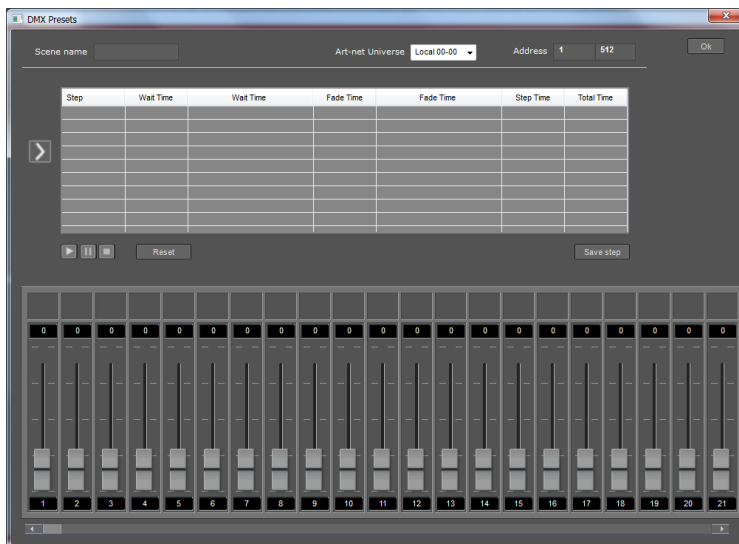 DMX Presets
Scene name Art-net Universe Local 00-00 Address 1 512 Ok
Step Wait Time Wait Time Fade Time Fade Time Step Time Total Time
Reset Save step
0 0 0 0 0 0 0 0 0 0 0 0 0 0 0 0 0 0 0 0 0
1 2 3 4 5 6 7 8 9 10 11 12 13 14 15 16 17 18 19 20 21